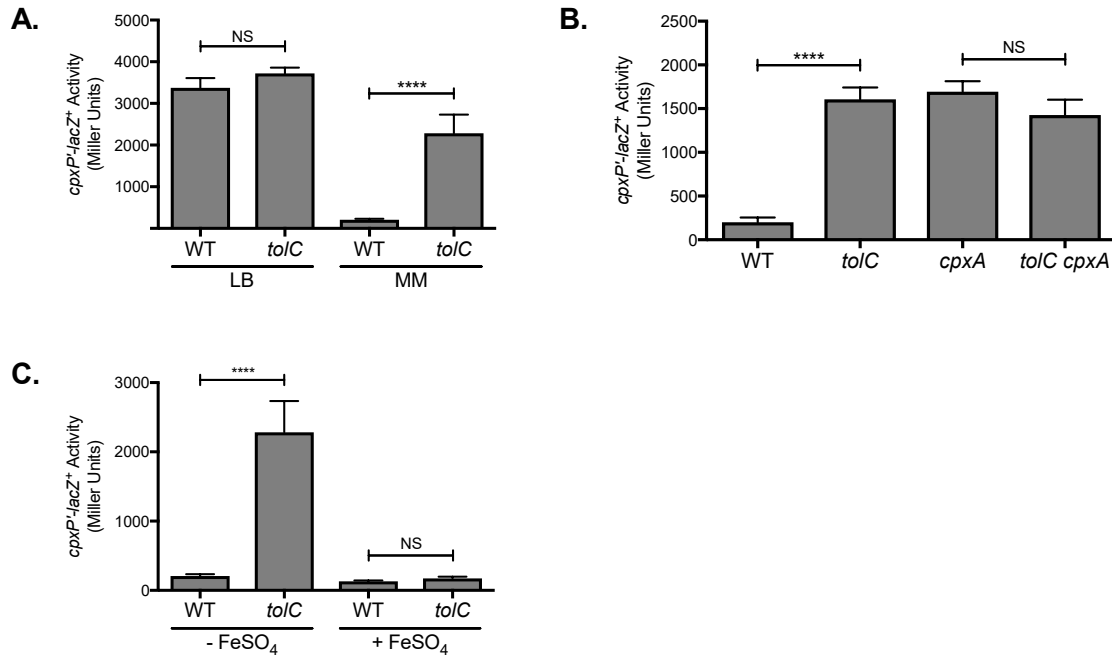 A.
cpxP'-lacZ⁺ Activity
(Miller Units)
5000
4000
3000
2000
1000
NS
****
WT
tolC
WT
tolC
LB
MM
B.
cpxP'-lacZ⁺ Activity
(Miller Units)
2500
2000
1500
1000
500
0
****
NS
WT
tolC
cpxA
tolC cpxA
C.
cpxP'-lacZ⁺ Activity
(Miller Units)
3000
2000
1000
0
****
NS
WT
tolC
WT
tolC
- FeSO₄
+ FeSO₄